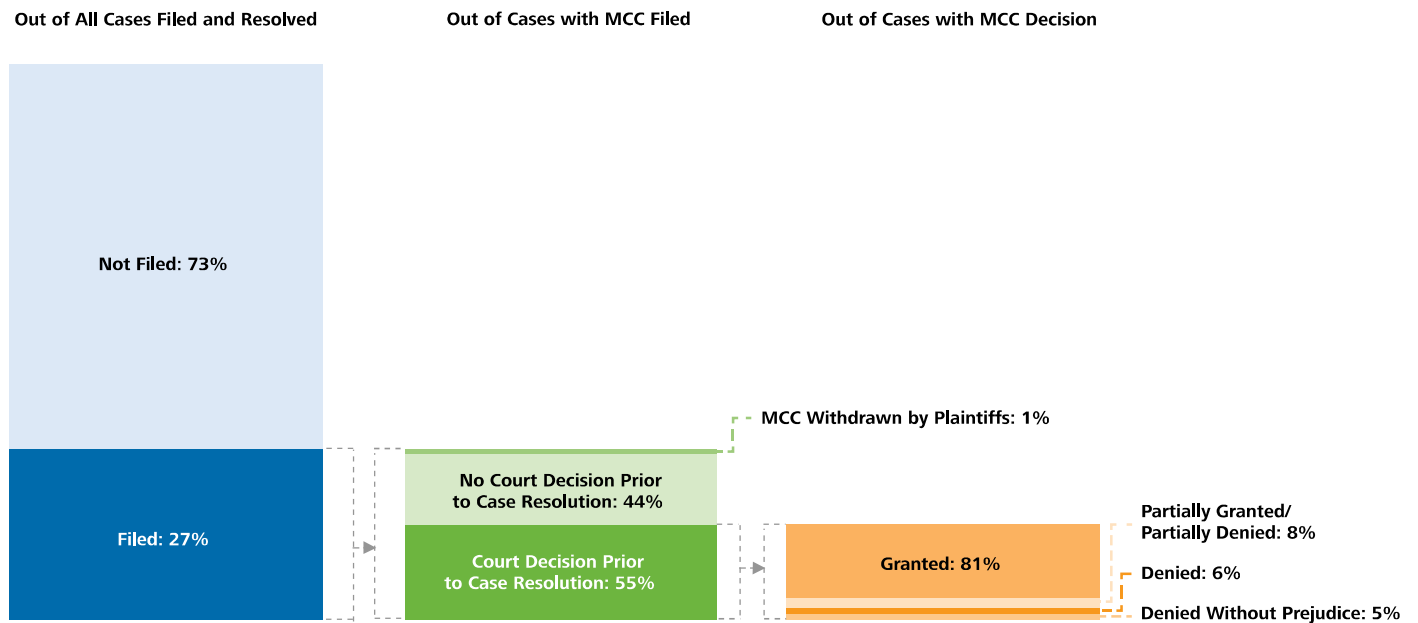 Out of All Cases Filed and Resolved
Out of Cases with MCC Filed
Out of Cases with MCC Decision
Not Filed: 73%
Filed: 27%
MCC Withdrawn by Plaintiffs: 1%
No Court Decision Prior
to Case Resolution: 44%
Court Decision Prior
to Case Resolution: 55%
Granted: 81%
Partially Granted/
Partially Denied: 8%
Denied: 6%
Denied Without Prejudice: 5%